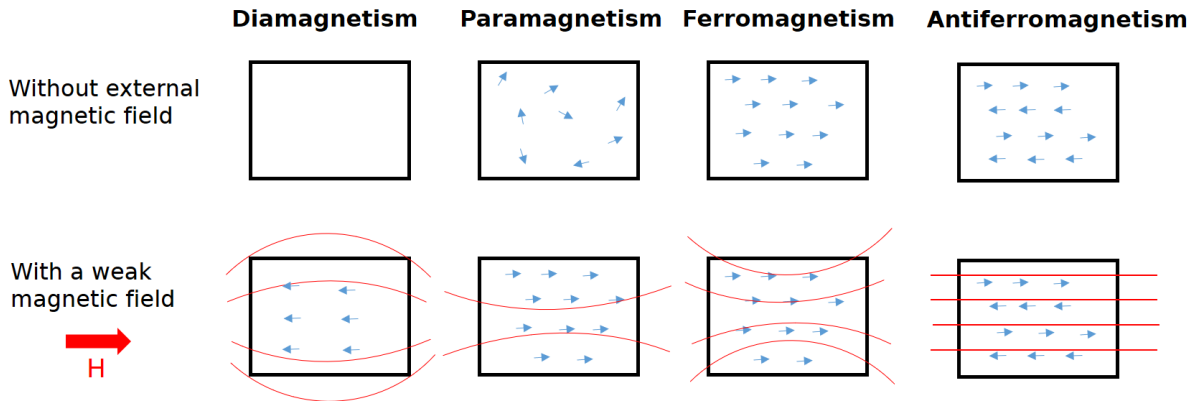 Diamagnetism
Paramagnetism
Ferromagnetism
Antiferromagnetism
Without external
magnetic field
With a weak
magnetic field
H